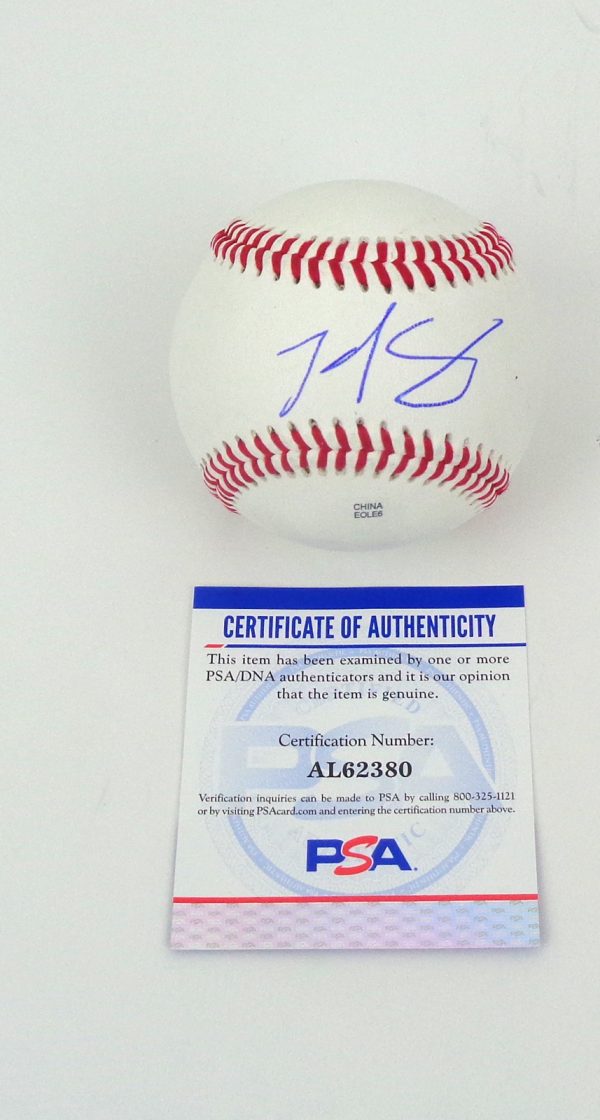 CHINA
EOLE6
CERTIFICATE OF AUTHENTICITY
This item has been examined by one or more
PSA/DNA authenticators and it is our opinion
that the item is genuine.
Certification Number:
AL62380
Verification inquiries can be made to PSA by calling 800-325-1121
or by visiting PSAcard.com and entering the certification number above.
PSA